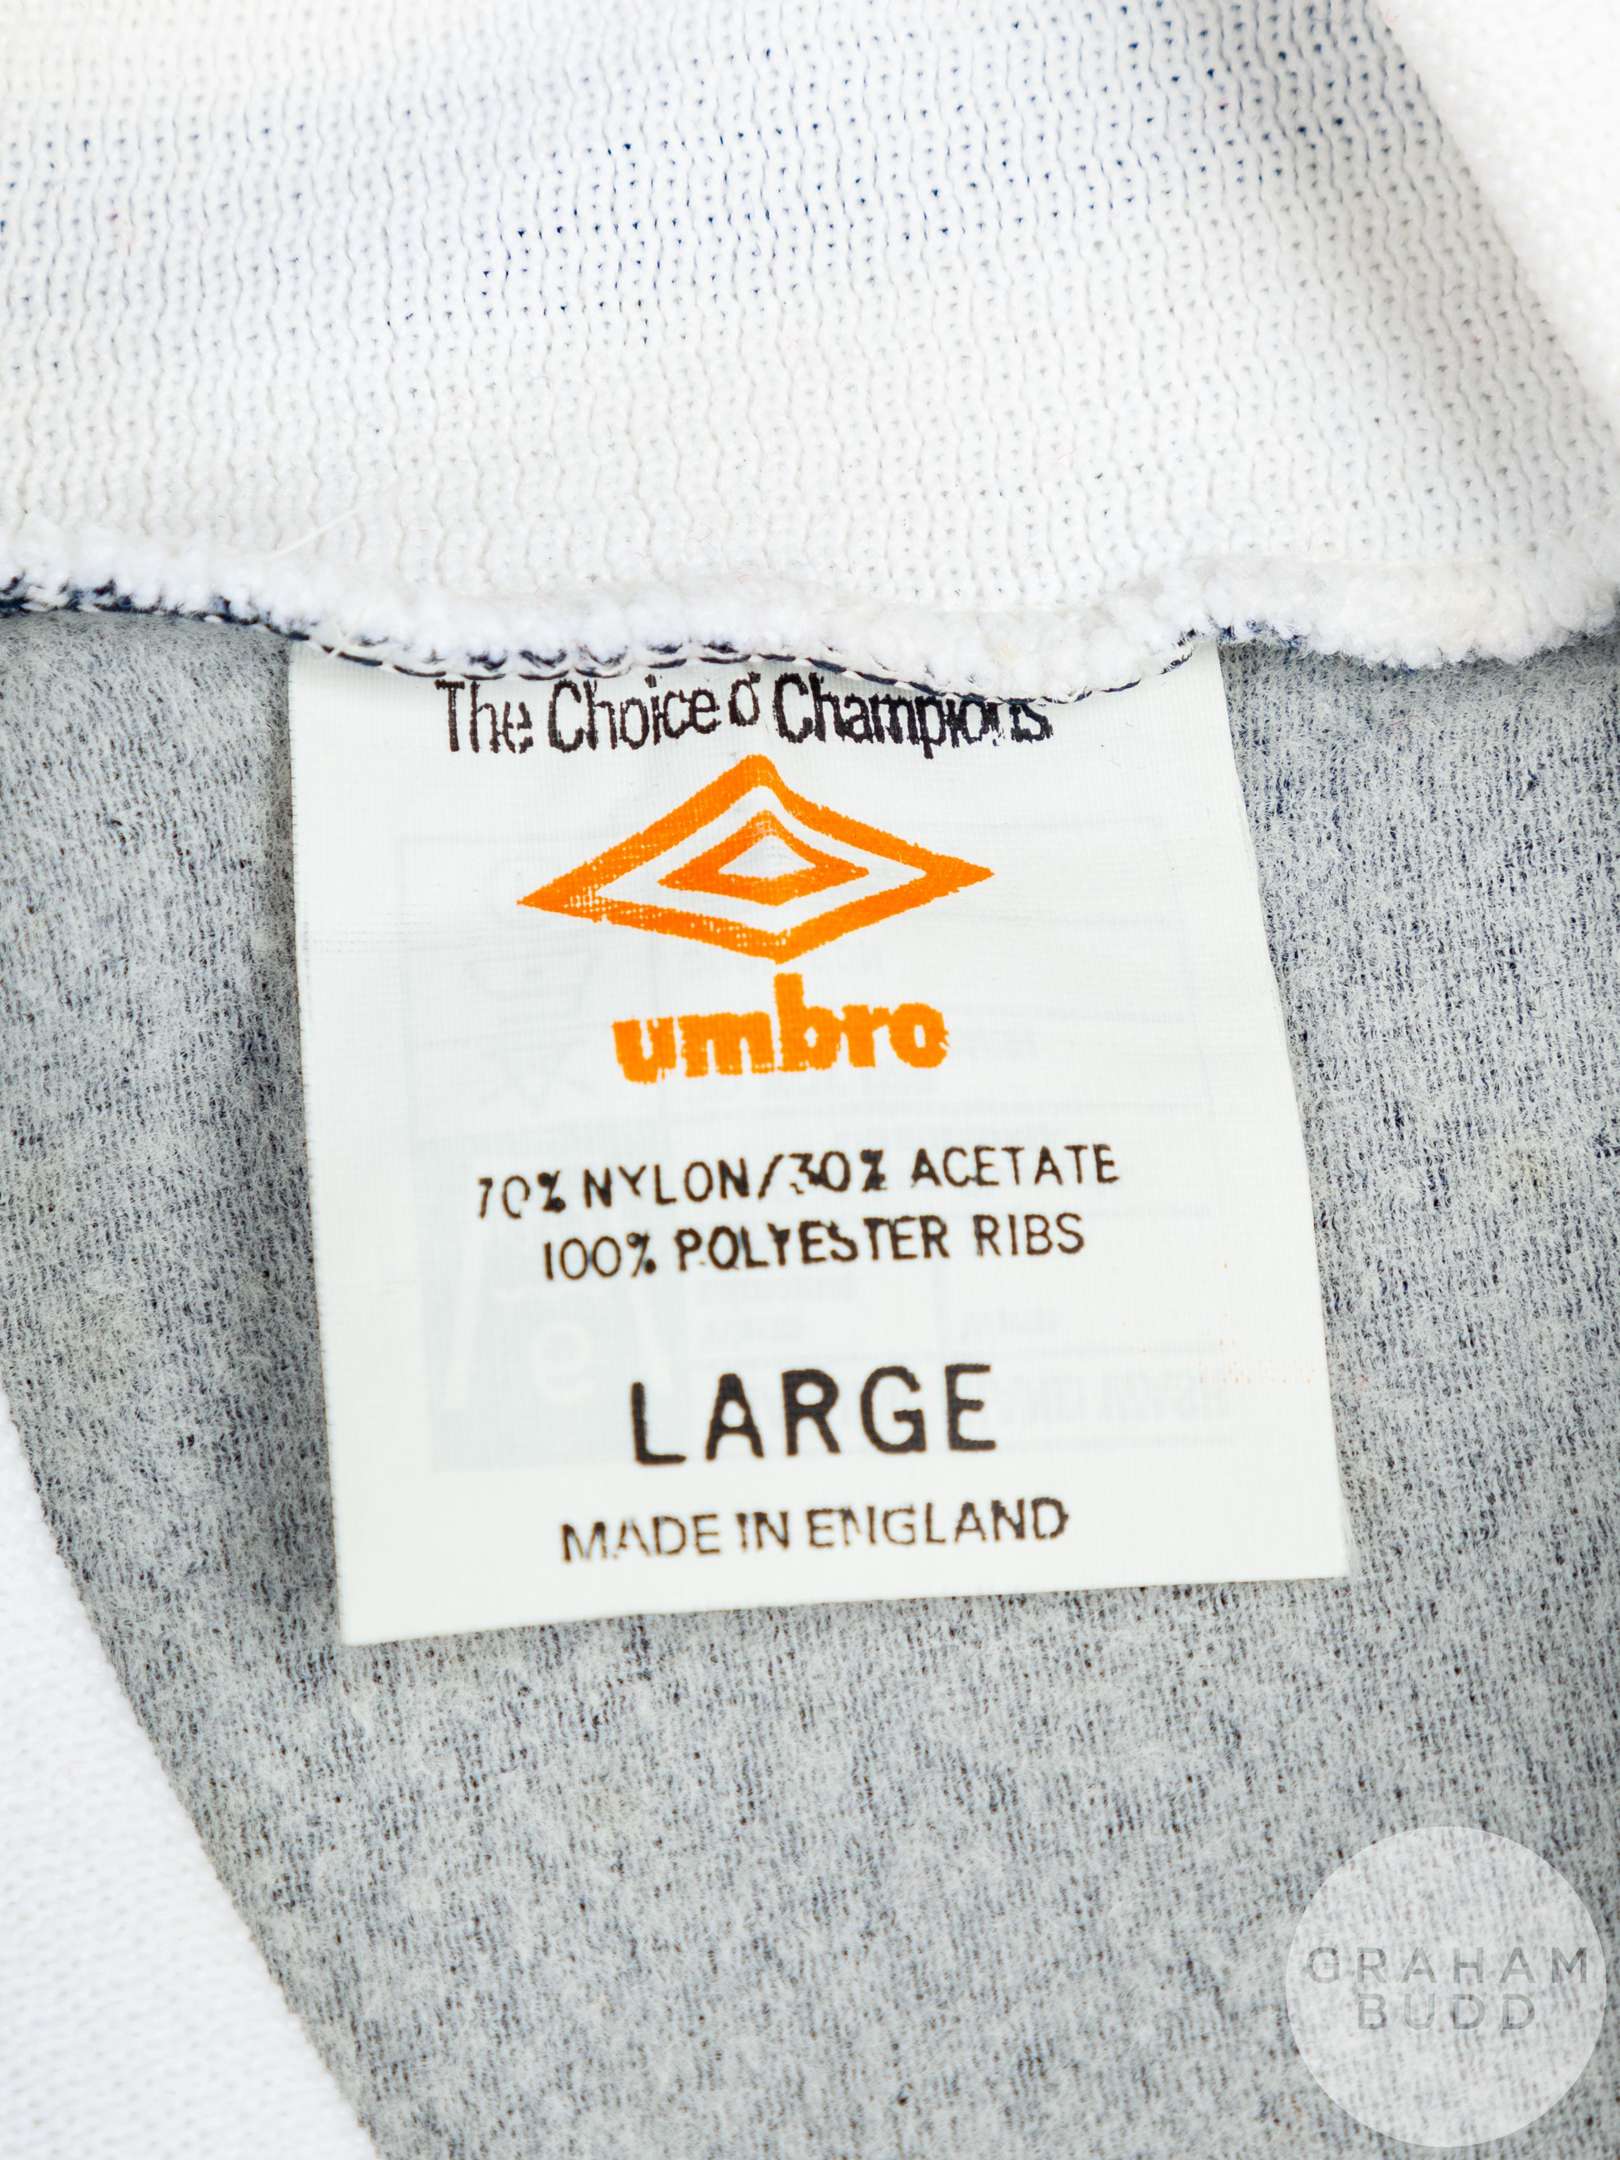 The Choice of Champions
umbro
70% NYLON/30% ACETATE
100% POLYESTER RIBS
LARGE
MADE IN ENGLAND
GRAHAM
BUDD